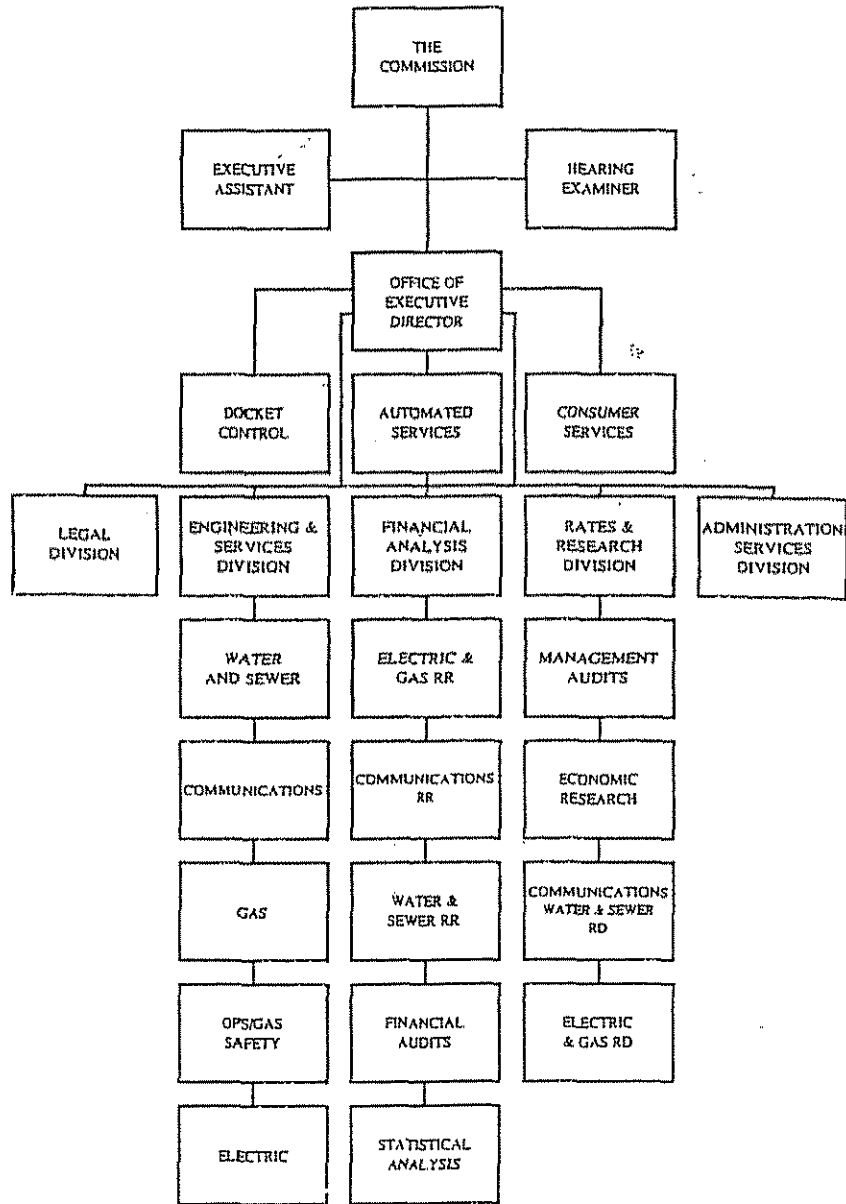 THE
COMMISSION
EXECUTIVE
ASSISTANT
HEARING
EXAMINER
OFFICE OF
EXECUTIVE
DIRECTOR
DOCKET
CONTROL
AUTOMATED
SERVICES
CONSUMER
SERVICES
LEGAL
DIVISION
ENGINEERING &
SERVICES
DIVISION
FINANCIAL
ANALYSIS
DIVISION
RATES &
RESEARCH
DIVISION
ADMINISTRATION
SERVICES
DIVISION
WATER
AND SEWER
ELECTRIC &
GAS RR
MANAGEMENT
AUDITS
COMMUNICATIONS
COMMUNICATIONS
RR
ECONOMIC
RESEARCH
GAS
WATER &
SEWER RR
COMMUNICATIONS
WATER & SEWER
RD
OPS/GAS
SAFETY
FINANCIAL
AUDITS
ELECTRIC
& GAS RD
ELECTRIC
STATISTICAL
ANALYSIS